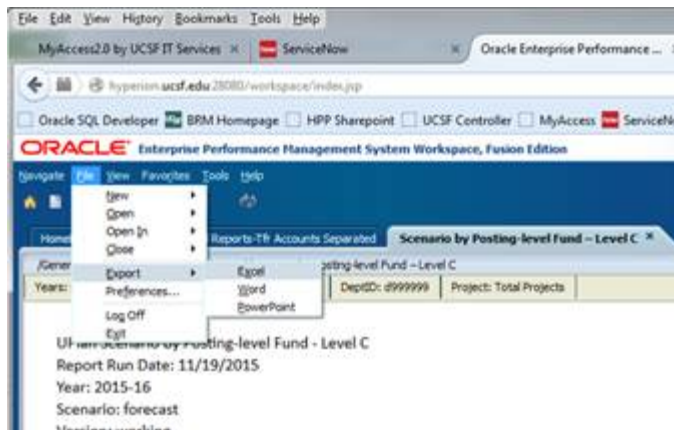 File Edit View History Bookmarks Tools Help
MyAccess2.0 by UCSF IT Services × ServiceNow × Oracle Enterprise Performance ...
hyperion.ucsf.edu:28080/workspace/index.jsp
Oracle SQL Developer BRM Homepage HPP Sharepoint UCSF Controller MyAccess ServiceN
ORACLE Enterprise Performance Management System Workspace, Fusion Edition
Navigate File View Favorites Tools Help
New
Open
Open In
Close
Home Reports-Tfr Accounts Separated Scenario by Posting-level Fund – Level C ×
/Gener osting-level Fund – Level C
Export Excel
Years: DeptID: d999999 Project: Total Projects
Preferences... Word
PowerPoint
Log Off
Exit
UPlan Scenario by Posting-level Fund - Level C
Report Run Date: 11/19/2015
Year: 2015-16
Scenario: forecast
Version: working